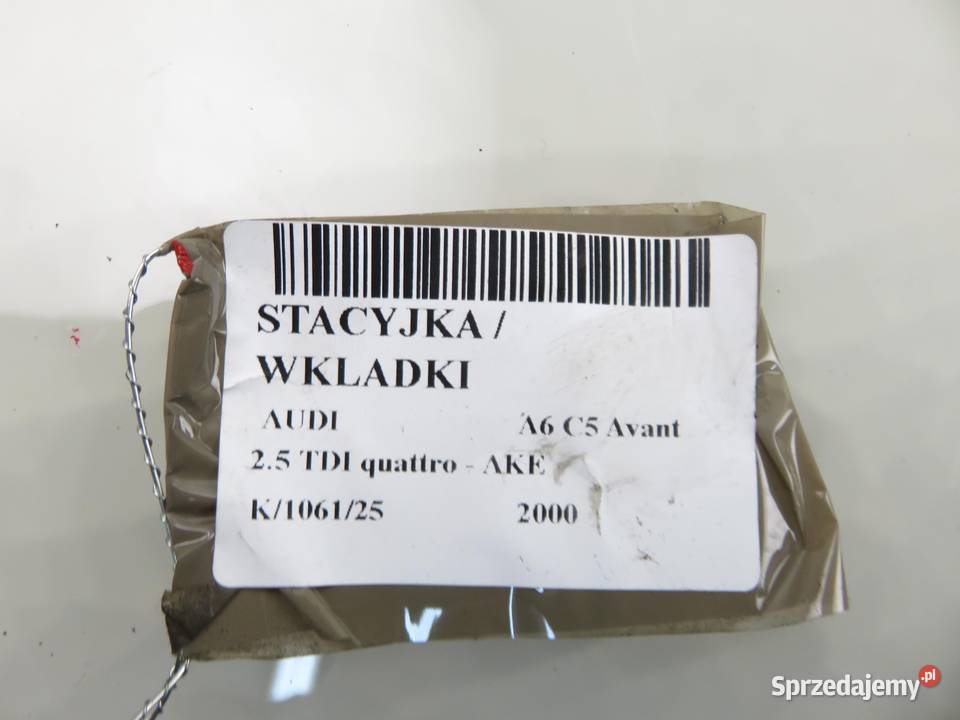 STACYJKA /
WKLADKI
AUDI A6 C5 Avant
2.5 TDI quattro - AKE
K/1061/25 2000
Sprzedajemy.pl